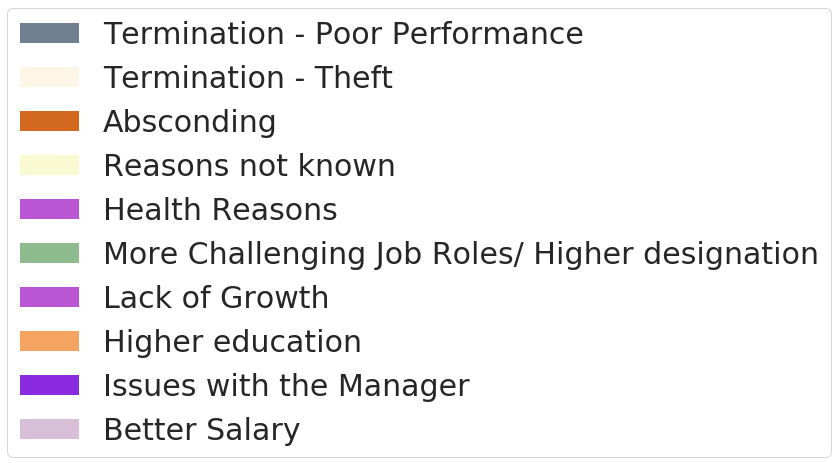 Termination - Poor Performance
Termination - Theft
Absconding
Reasons not known
Health Reasons
More Challenging Job Roles/ Higher designation
Lack of Growth
Higher education
Issues with the Manager
Better Salary